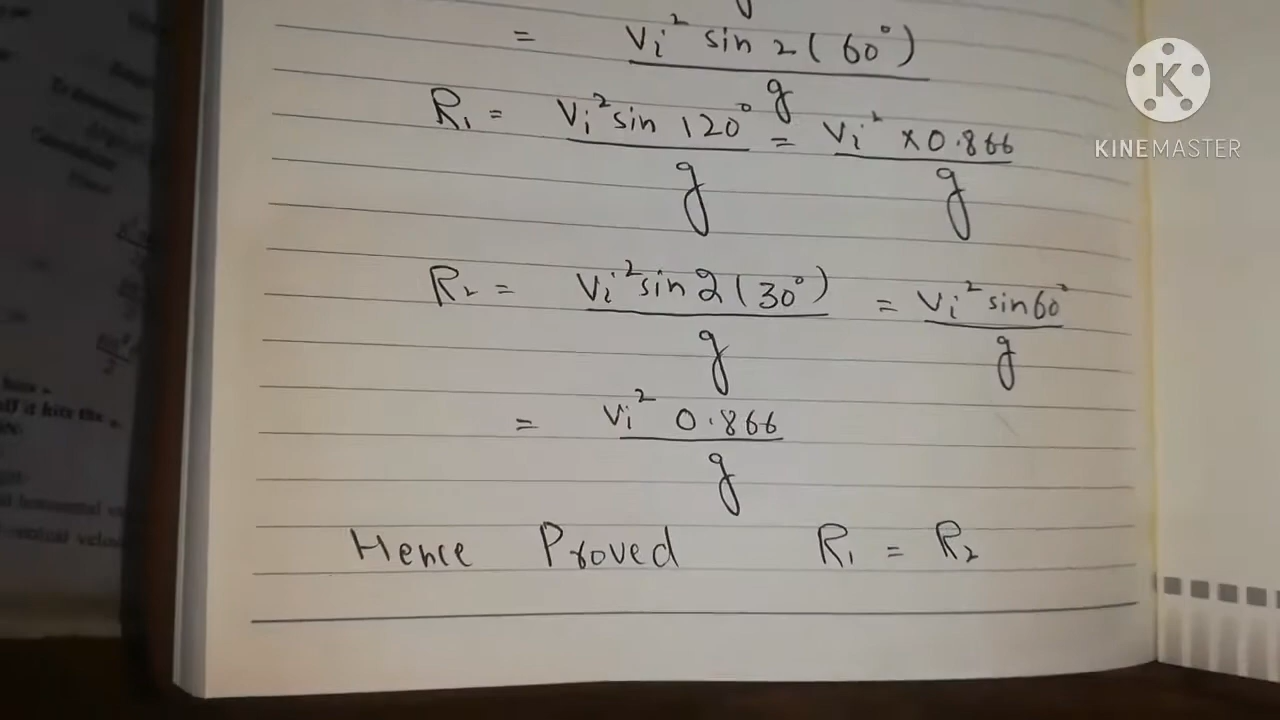 = Vi² sin 2(60°)
g
R₁ = Vi² sin 120° = Vi² ×0.866
g g
R₂ = Vi² sin 2(30°) = Vi² sin60°
g g
= Vi² 0.866
g
Hence Proved R₁ = R₂
K
KINEMASTER